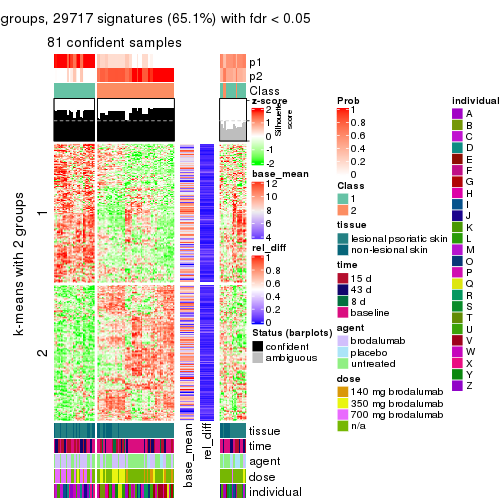 groups, 29717 signatures (65.1%) with fdr < 0.05
81 confident samples
p1
p2
Class
Silhouette score
k-means with 2 groups
1
2
base_mean
rel_diff
tissue
time
agent
dose
individual
z-score
2
1
0
-1
-2
base_mean
12
10
8
6
4
rel_diff
1
0.8
0.6
0.4
0.2
0
Status (barplots)
confident
ambiguous
Prob
1
0.8
0.6
0.4
0.2
0
Class
1
2
tissue
lesional psoriatic skin
non-lesional skin
time
15 d
43 d
8 d
baseline
agent
brodalumab
placebo
untreated
dose
140 mg brodalumab
350 mg brodalumab
700 mg brodalumab
n/a
individual
A
B
C
D
E
F
G
H
I
J
K
L
M
O
P
Q
R
S
T
U
V
W
X
Y
Z